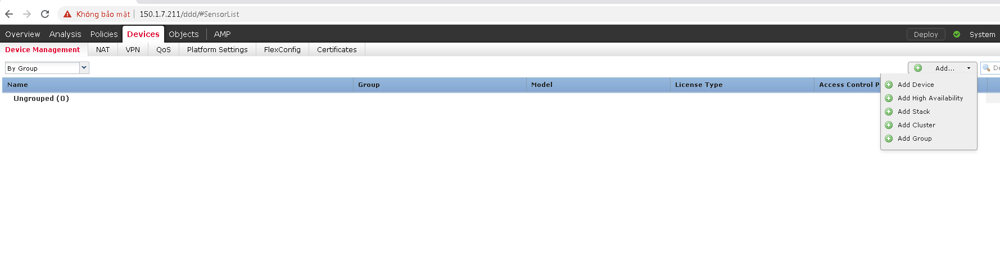 Không bảo mật 150.1.7.211/ddd/#SensorList
Overview Analysis Policies Devices Objects AMP Deploy System
Device Management NAT VPN QoS Platform Settings FlexConfig Certificates
By Group Add... De
Name Group Model License Type Access Control P
Ungrouped (0)
Add Device
Add High Availability
Add Stack
Add Cluster
Add Group